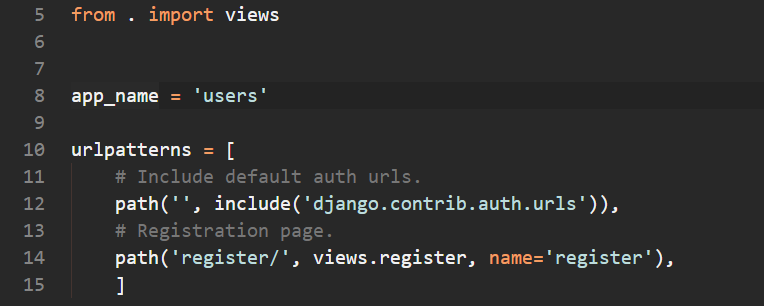 5 from . import views
6
7
8 app_name = 'users'
9
10 urlpatterns = [
11     # Include default auth urls.
12     path('', include('django.contrib.auth.urls')),
13     # Registration page.
14     path('register/', views.register, name='register'),
15     ]